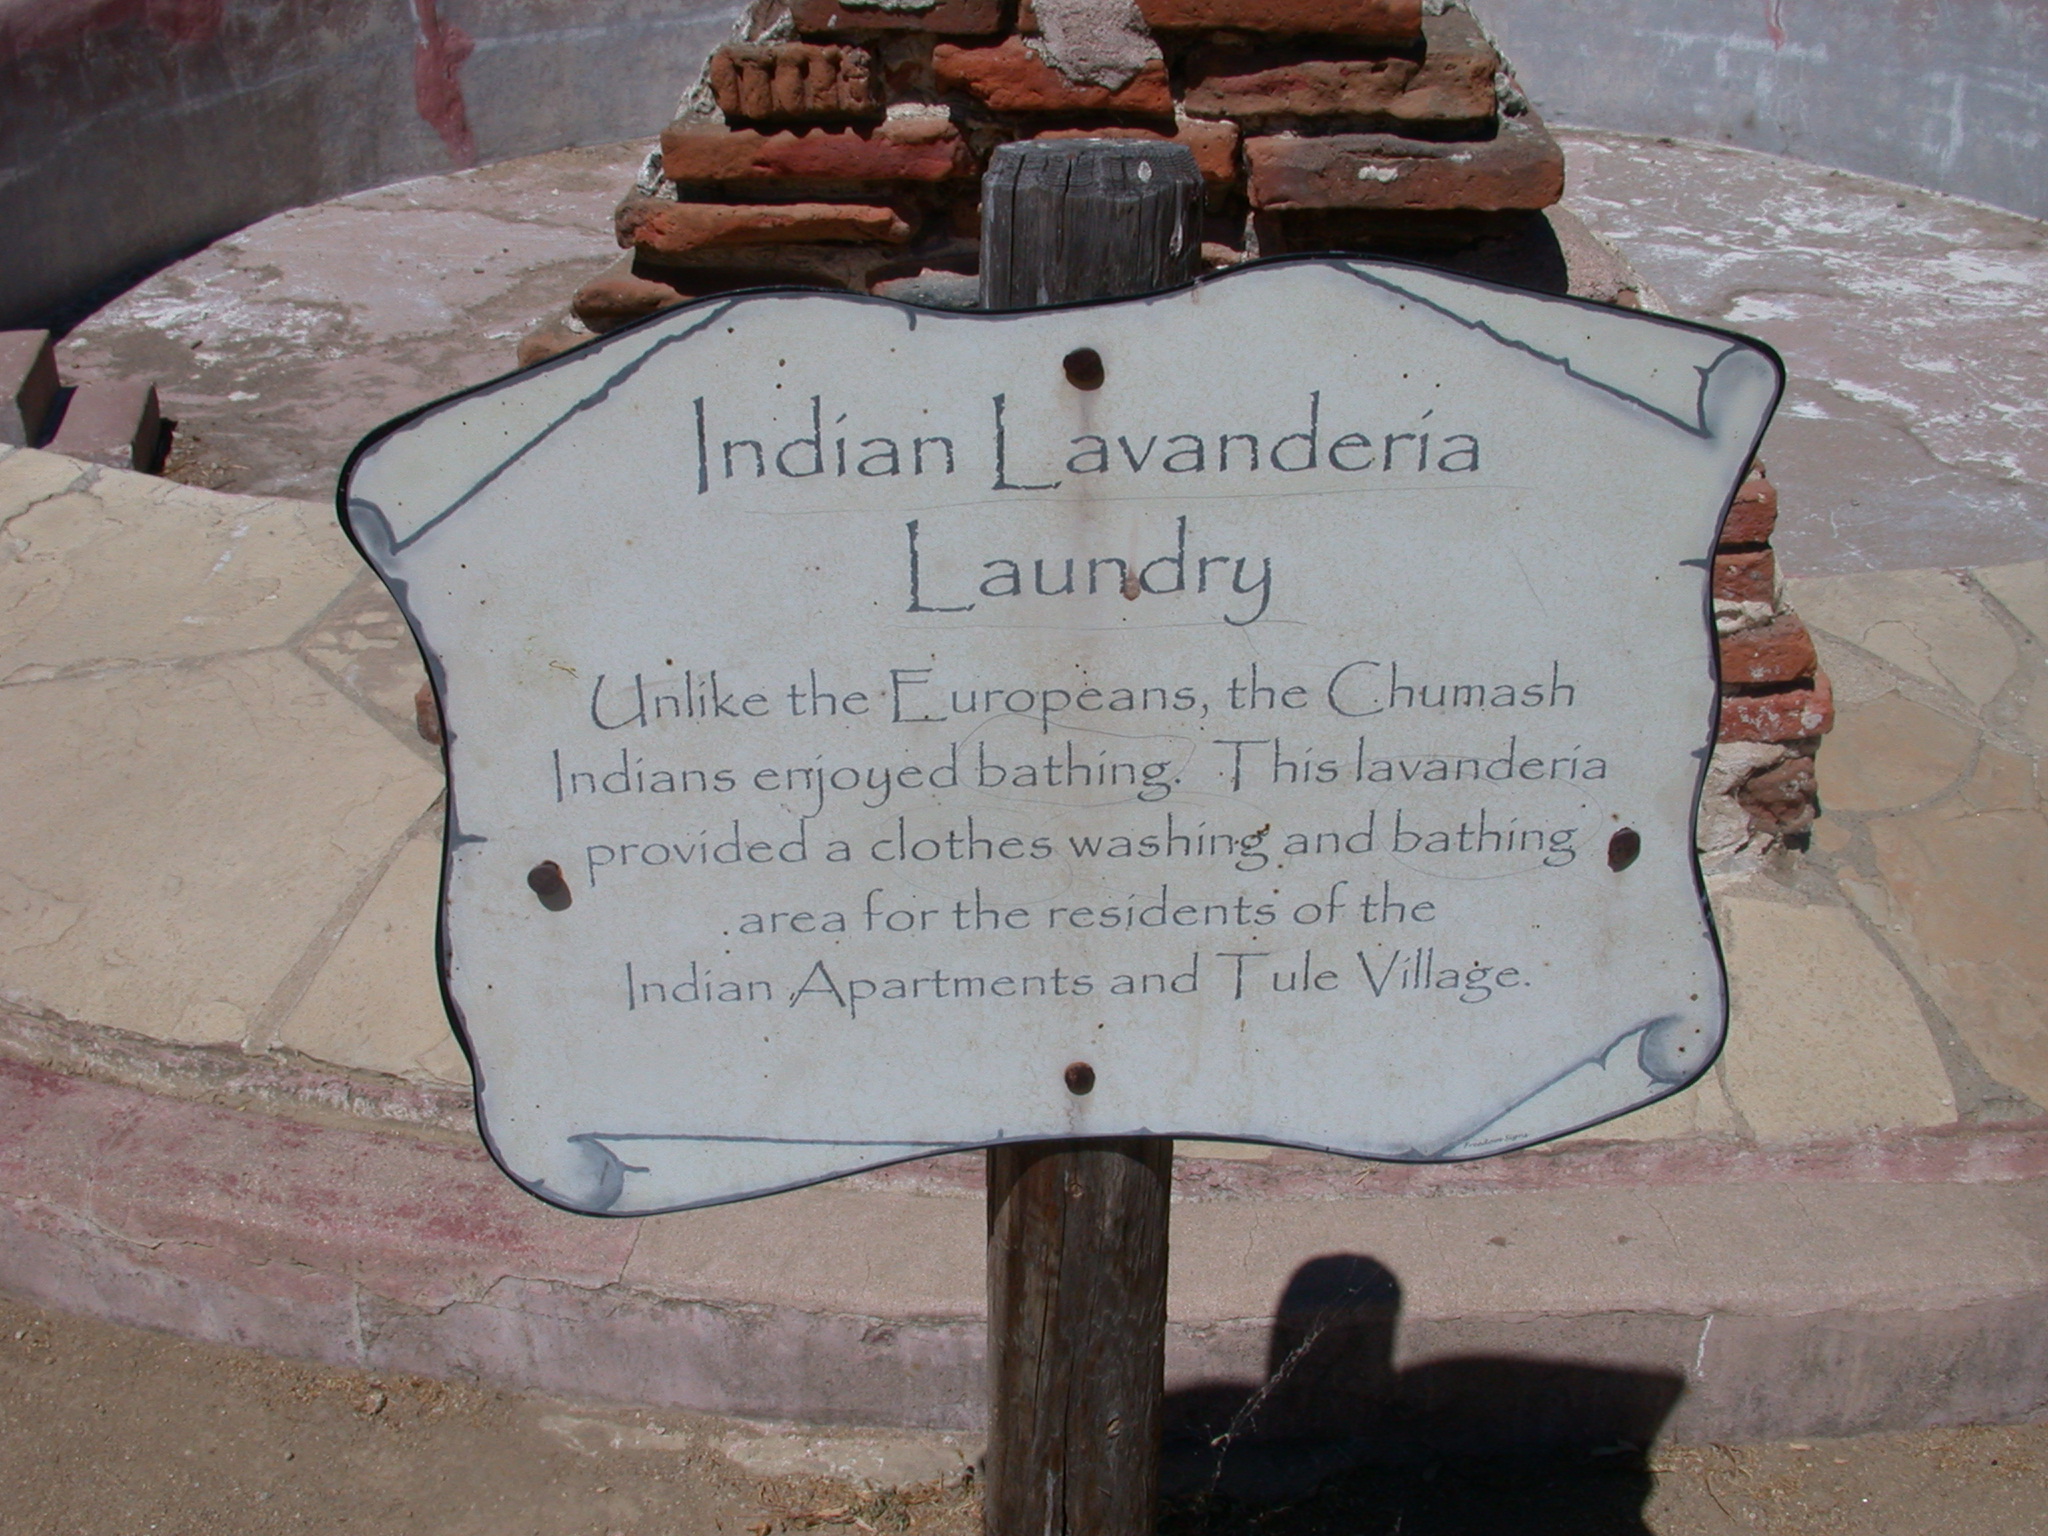 Indian Lavanderia
Laundry
Unlike the Europeans, the Chumash
Indians enjoyed bathing. This lavanderia
provided a clothes washing and bathing
area for the residents of the
Indian Apartments and Tule Village.